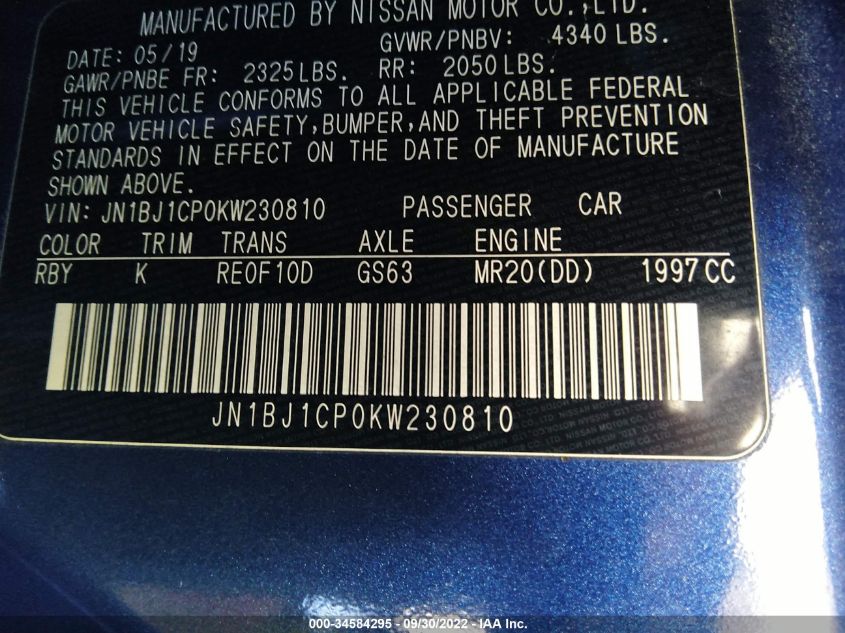 MANUFACTURED BY NISSAN MOTOR CO.,LTD.
DATE: 05/19 GVWR/PNBV: 4340 LBS.
GAWR/PNBE FR: 2325LBS. RR: 2050LBS.
THIS VEHICLE CONFORMS TO ALL APPLICABLE FEDERAL
MOTOR VEHICLE SAFETY,BUMPER,AND THEFT PREVENTION
STANDARDS IN EFFECT ON THE DATE OF MANUFACTURE
SHOWN ABOVE.
VIN: JN1BJ1CP0KW230810 PASSENGER CAR
COLOR TRIM TRANS AXLE ENGINE
RBY K RE0F10D GS63 MR20(DD) 1997CC
JN1BJ1CP0KW230810
000-34584295 - 09/30/2022 - IAA Inc.